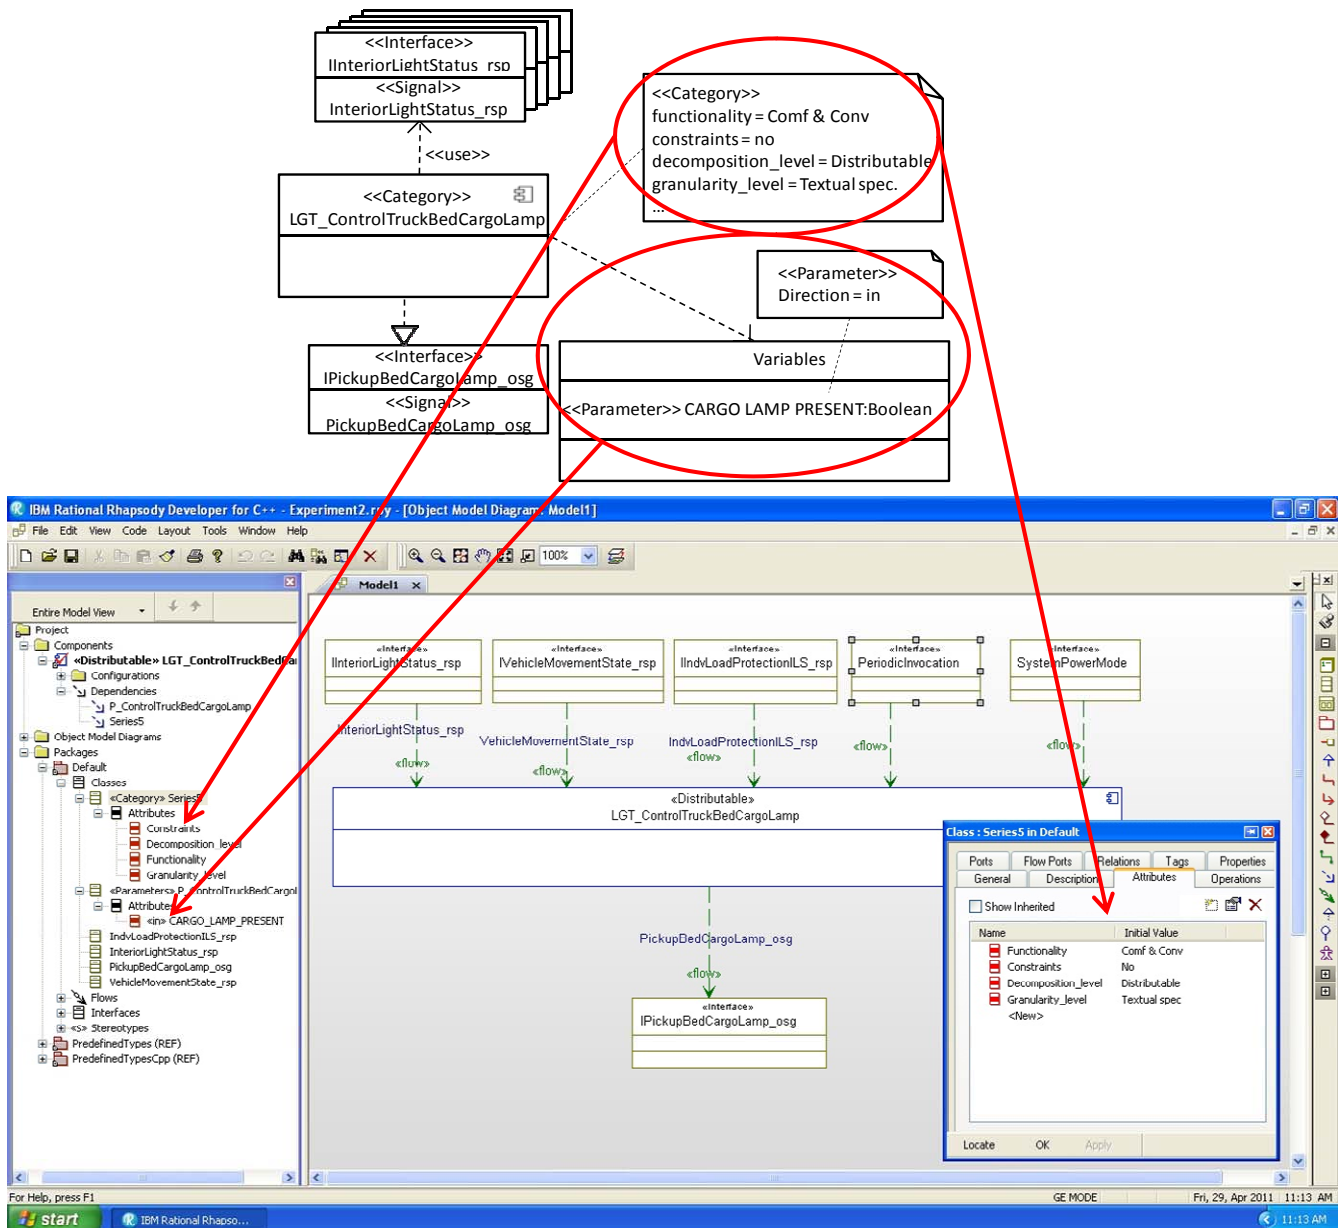 <<Interface>>
IInteriorLightStatus_rsp
<<Signal>>
InteriorLightStatus_rsp
<<use>>
<<Category>>
LGT_ControlTruckBedCargoLamp
<<Category>>
functionality = Comf & Conv
constraints = no
decomposition_level = Distributable
granularity_level = Textual spec.
...
<<Parameter>>
Direction = in
<<Interface>>
IPickupBedCargoLamp_osg
<<Signal>>
PickupBedCargoLamp_osg
Variables
<<Parameter>> CARGO LAMP PRESENT:Boolean
IBM Rational Rhapsody Developer for C++ - Experiment2.rpy - [Object Model Diagram: Model1]
File Edit View Code Layout Tools Window Help
100%
Model1
Entire Model View
Project
Components
«Distributable» LGT_ControlTruckBedCar
Configurations
Dependencies
P_ControlTruckBedCargoLamp
Series5
Object Model Diagrams
Packages
Default
Classes
«Category» Series5
Attributes
Constraints
Decomposition_level
Functionality
Granularity_level
«Parameters» P_ControlTruckBedCargol
Attributes
«in» CARGO_LAMP_PRESENT
IndvLoadProtectionILS_rsp
InteriorLightStatus_rsp
PickupBedCargoLamp_osg
VehicleMovementState_rsp
Flows
Interfaces
«S» Stereotypes
PredefinedTypes (REF)
PredefinedTypesCpp (REF)
«Interface»
IInteriorLightStatus_rsp
«Interface»
IVehicleMovementState_rsp
«Interface»
IIndvLoadProtectionILS_rsp
«Interface»
PeriodicInvocation
«Interface»
SystemPowerMode
InteriorLightStatus_rsp
«flow»
VehicleMovementState_rsp
«flow»
IndvLoadProtectionILS_rsp
«flow»
«flow»
«flow»
«Distributable»
LGT_ControlTruckBedCargoLamp
PickupBedCargoLamp_osg
«flow»
«Interface»
IPickupBedCargoLamp_osg
Class : Series5 in Default
Ports Flow Ports Relations Tags Properties
General Description Attributes Operations
Show Inherited
Name Initial Value
Functionality Comf & Conv
Constraints No
Decomposition_level Distributable
Granularity_level Textual spec
<New>
Locate OK Apply
For Help, press F1
GE MODE Fri, 29, Apr 2011 11:13 AM
start IBM Rational Rhapso... 11:13 AM